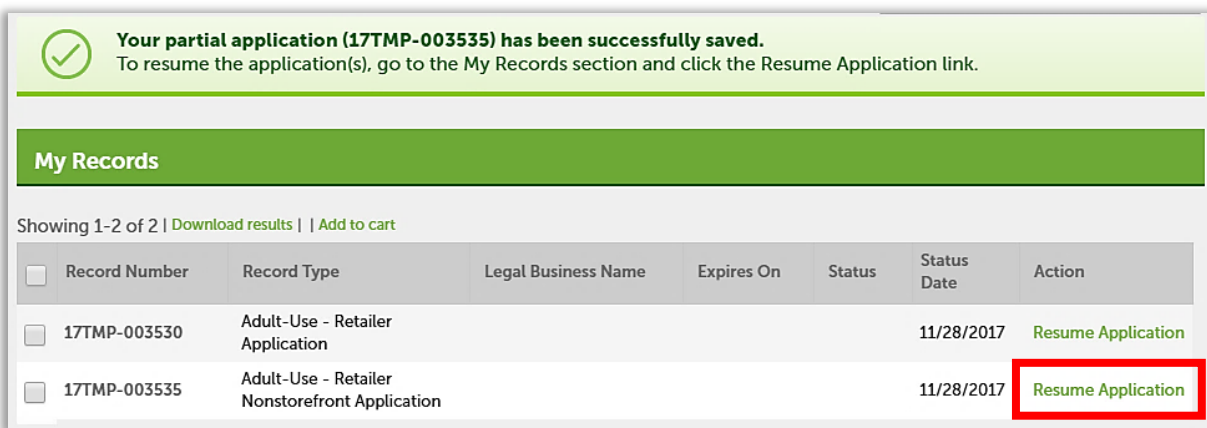 Your partial application (17TMP-003535) has been successfully saved.
To resume the application(s), go to the My Records section and click the Resume Application link.
My Records
Showing 1-2 of 2 | Download results | | Add to cart
Record Number Record Type Legal Business Name Expires On Status Status Date Action
17TMP-003530 Adult-Use - Retailer Application 11/28/2017 Resume Application
17TMP-003535 Adult-Use - Retailer Nonstorefront Application 11/28/2017 Resume Application